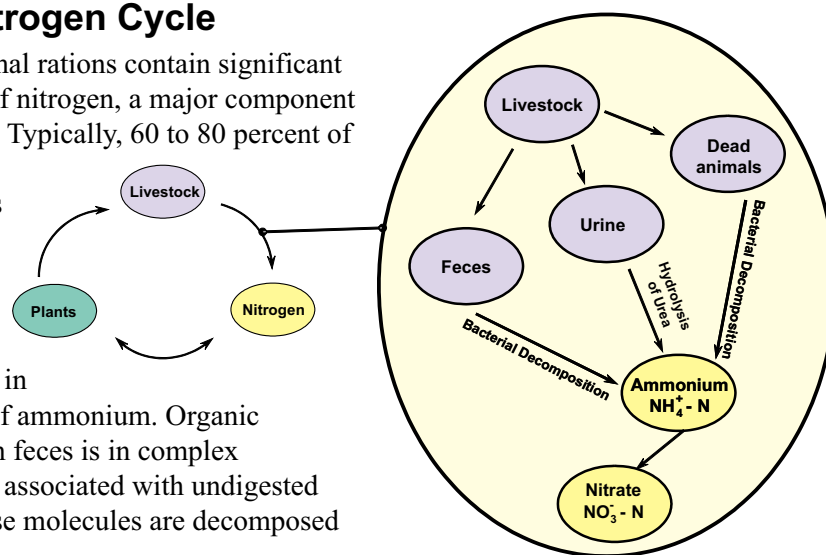 trogen Cycle
nal rations contain significant
f nitrogen, a major component
Typically, 60 to 80 percent of
s
in
f ammonium. Organic
n feces is in complex
associated with undigested
se molecules are decomposed
Livestock
Plants
Nitrogen
Livestock
Dead
animals
Urine
Feces
Bacterial Decomposition
Hydrolysis
of Urea
Bacterial Decomposition
Ammonium
NH₄⁺ - N
Nitrate
NO₃⁻ - N